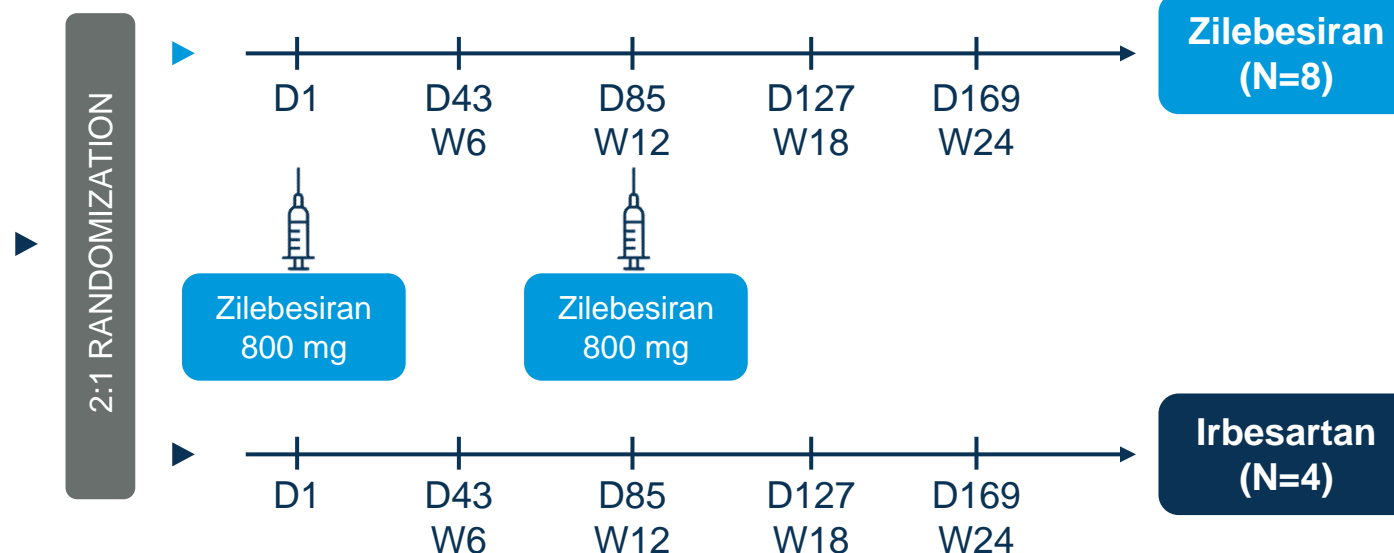 2:1 RANDOMIZATION
D1 D43 D85 D127 D169
W6 W12 W18 W24
Zilebesiran
(N=8)
Zilebesiran
800 mg
Zilebesiran
800 mg
D1 D43 D85 D127 D169
W6 W12 W18 W24
Irbesartan
(N=4)